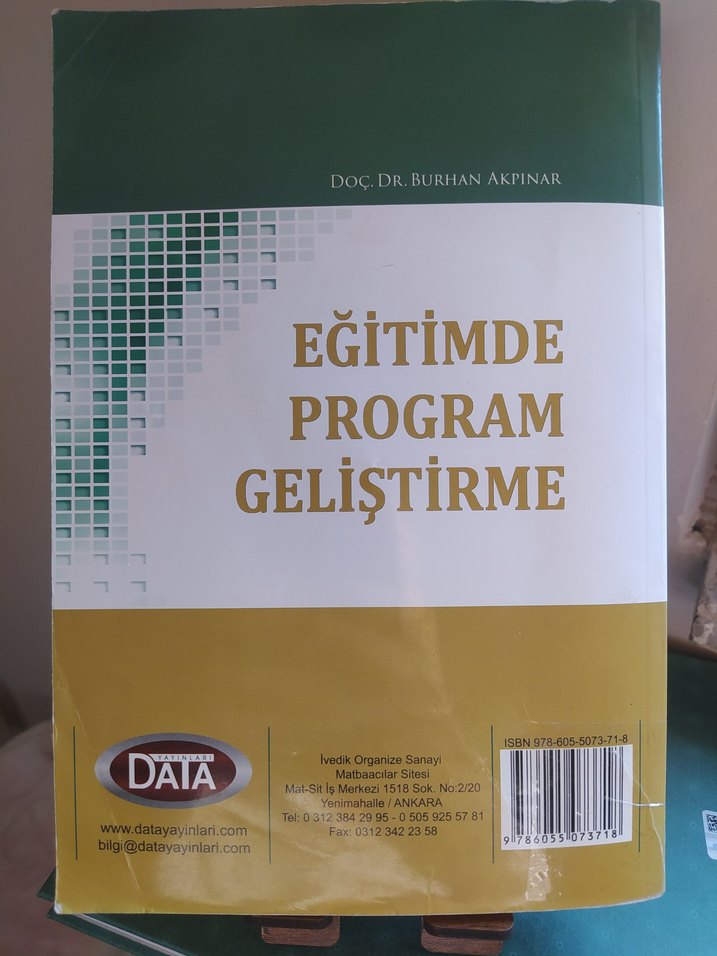 DOÇ. DR. BURHAN AKPINAR
EĞİTİMDE
PROGRAM
GELİŞTİRME
YAYINLARI
DATA
www.datayayinlari.com
bilgi@datayayinlari.com
İvedik Organize Sanayi
Matbaacılar Sitesi
Mat-Sit İş Merkezi 1518 Sok. No:2/20
Yenimahalle / ANKARA
Tel: 0 312 384 29 95 - 0 505 925 57 81
Fax: 0312 342 23 58
ISBN 978-605-5073-71-8
9 786055 073718